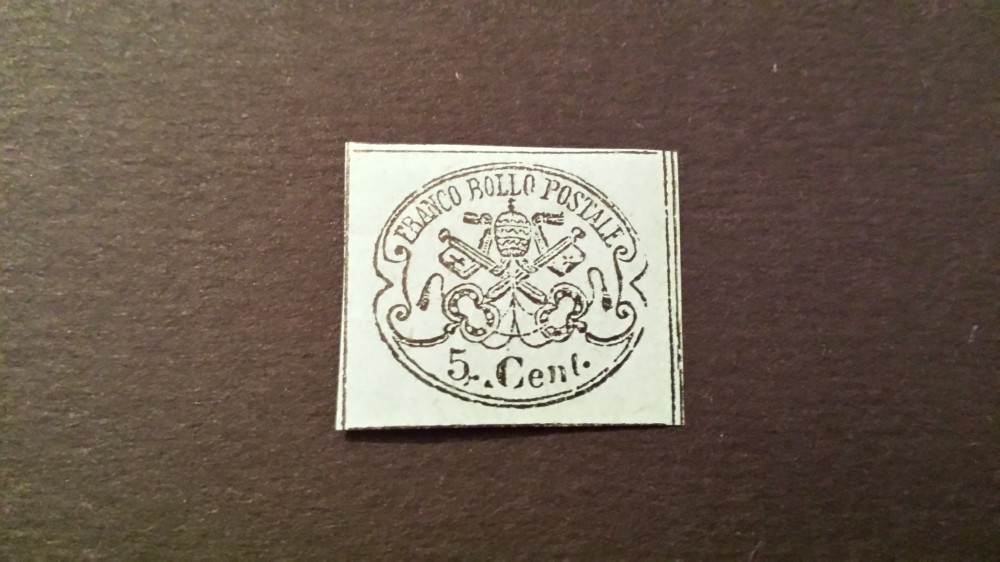 FRANCO BOLLO POSTALE
5. Cent.